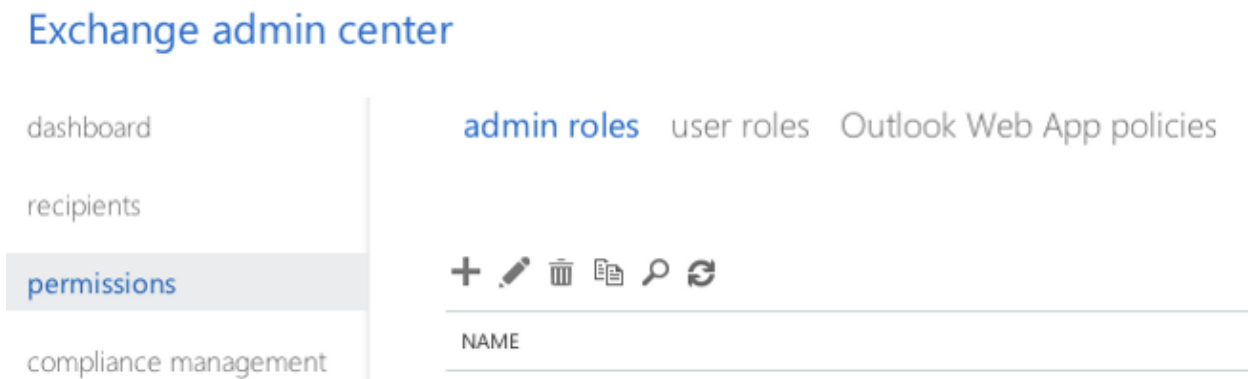 Exchange admin center
dashboard
recipients
permissions
compliance management
admin roles user roles Outlook Web App policies
NAME